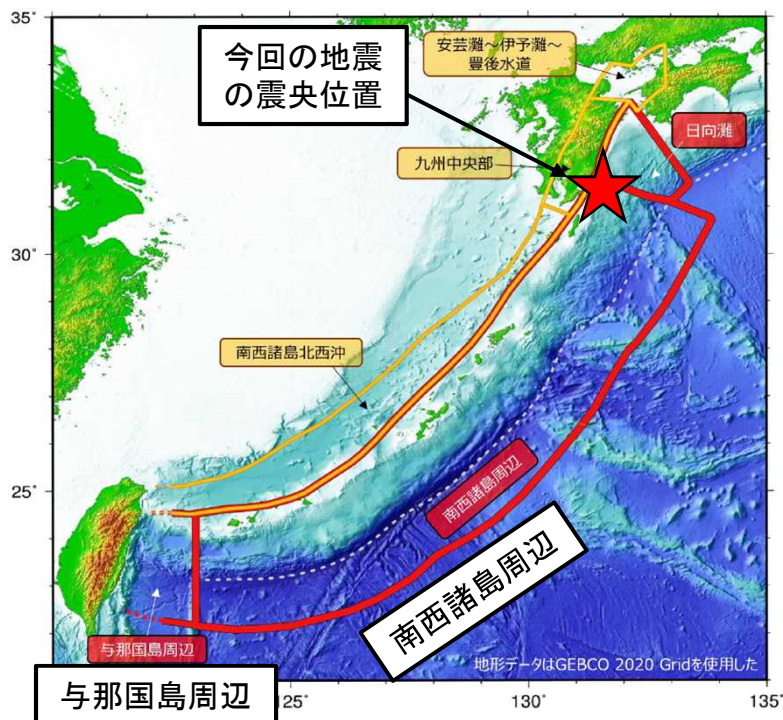 35°
今回の地震
の震央位置
安芸灘～伊予灘～
豊後水道
日向灘
九州中央部
30°
南西諸島北西沖
25°
南西諸島周辺
南西諸島周辺
与那国島周辺
地形データはGEBCO 2020 Gridを使用した
与那国島周辺
125°
130°
135°